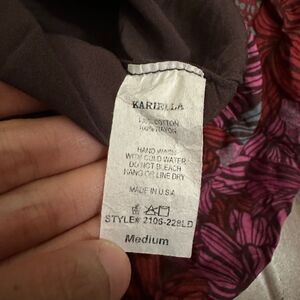 KARIELLA
100% COTTON
100% RAYON
HAND WASH
WITH COLD WATER
DO NOT BLEACH
HANG OR LINE DRY
MADE IN U.S.A
STYLE# 2106-228LD
Medium